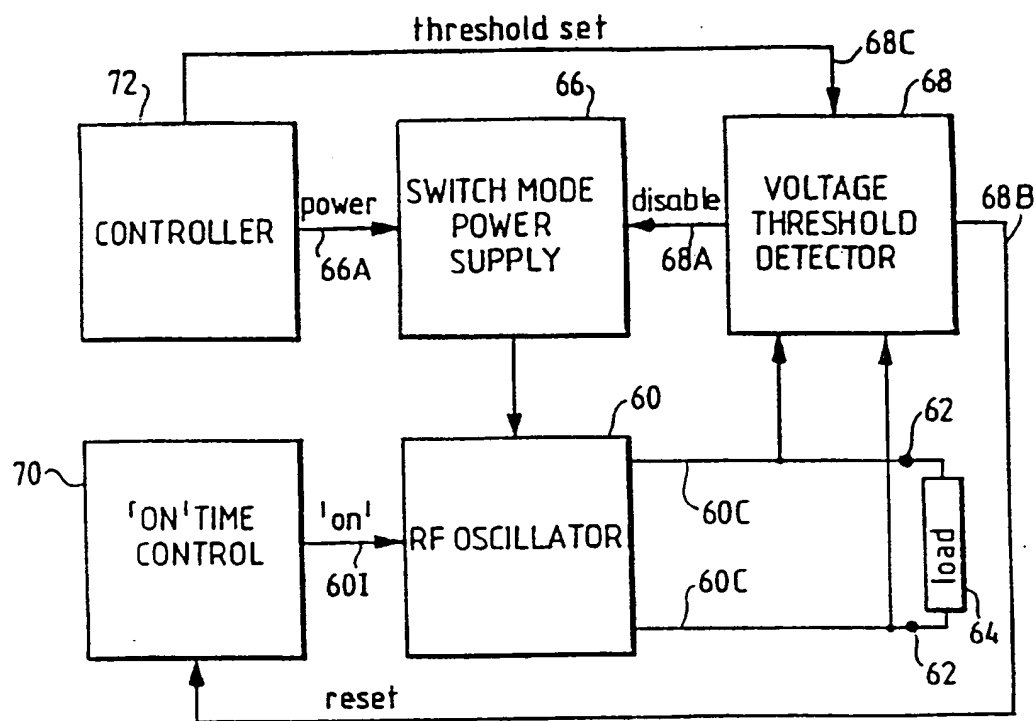 threshold set
68C
72
66
68
CONTROLLER
power
66A
SWITCH MODE
POWER
SUPPLY
disable
68A
VOLTAGE
THRESHOLD
DETECTOR
68B
60
62
70
'ON' TIME
CONTROL
'on'
60I
RF OSCILLATOR
60C
60C
load
64
62
reset